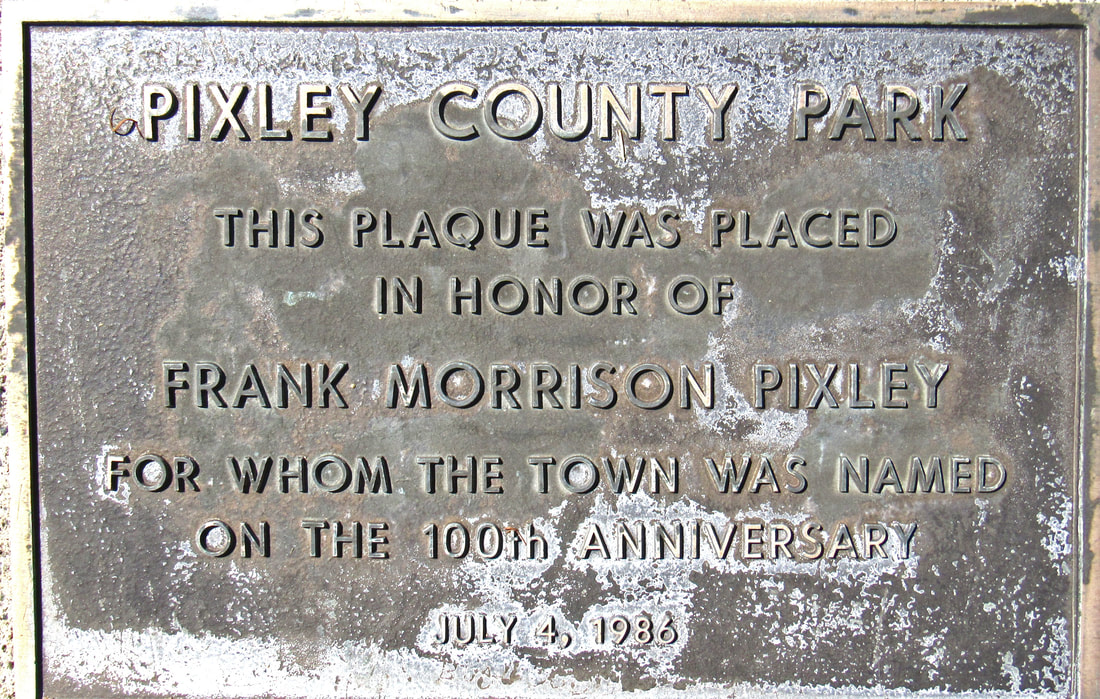 PIXLEY COUNTY PARK
THIS PLAQUE WAS PLACED
IN HONOR OF
FRANK MORRISON PIXLEY
FOR WHOM THE TOWN WAS NAMED
ON THE 100th ANNIVERSARY
JULY 4, 1986